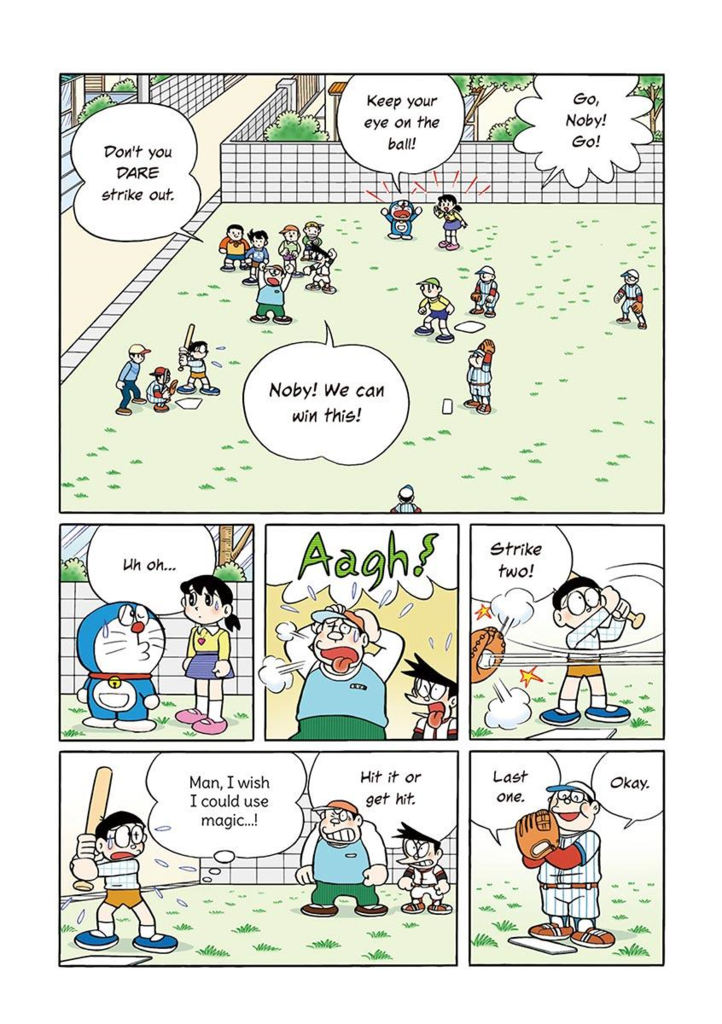 Go,
Noby!
Go!
Keep your
eye on the
ball!
Noby! We can
win this!
Don't you
DARE
strike out.
Strike
two!
Aagh!
Uh oh...
Okay.
Last
one.
Hit it or
get hit.
Man, I wish
I could use
magic...!